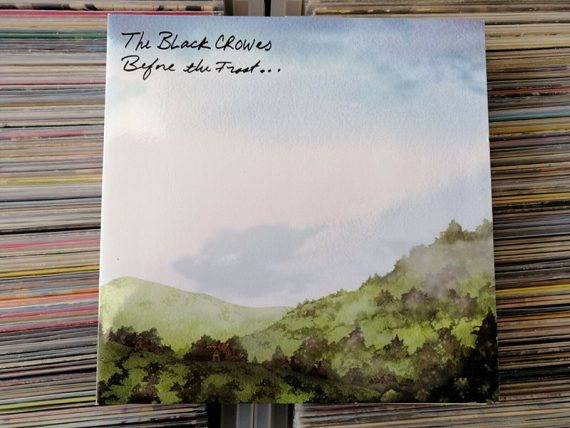 The Black Crowes
Before the Frost...